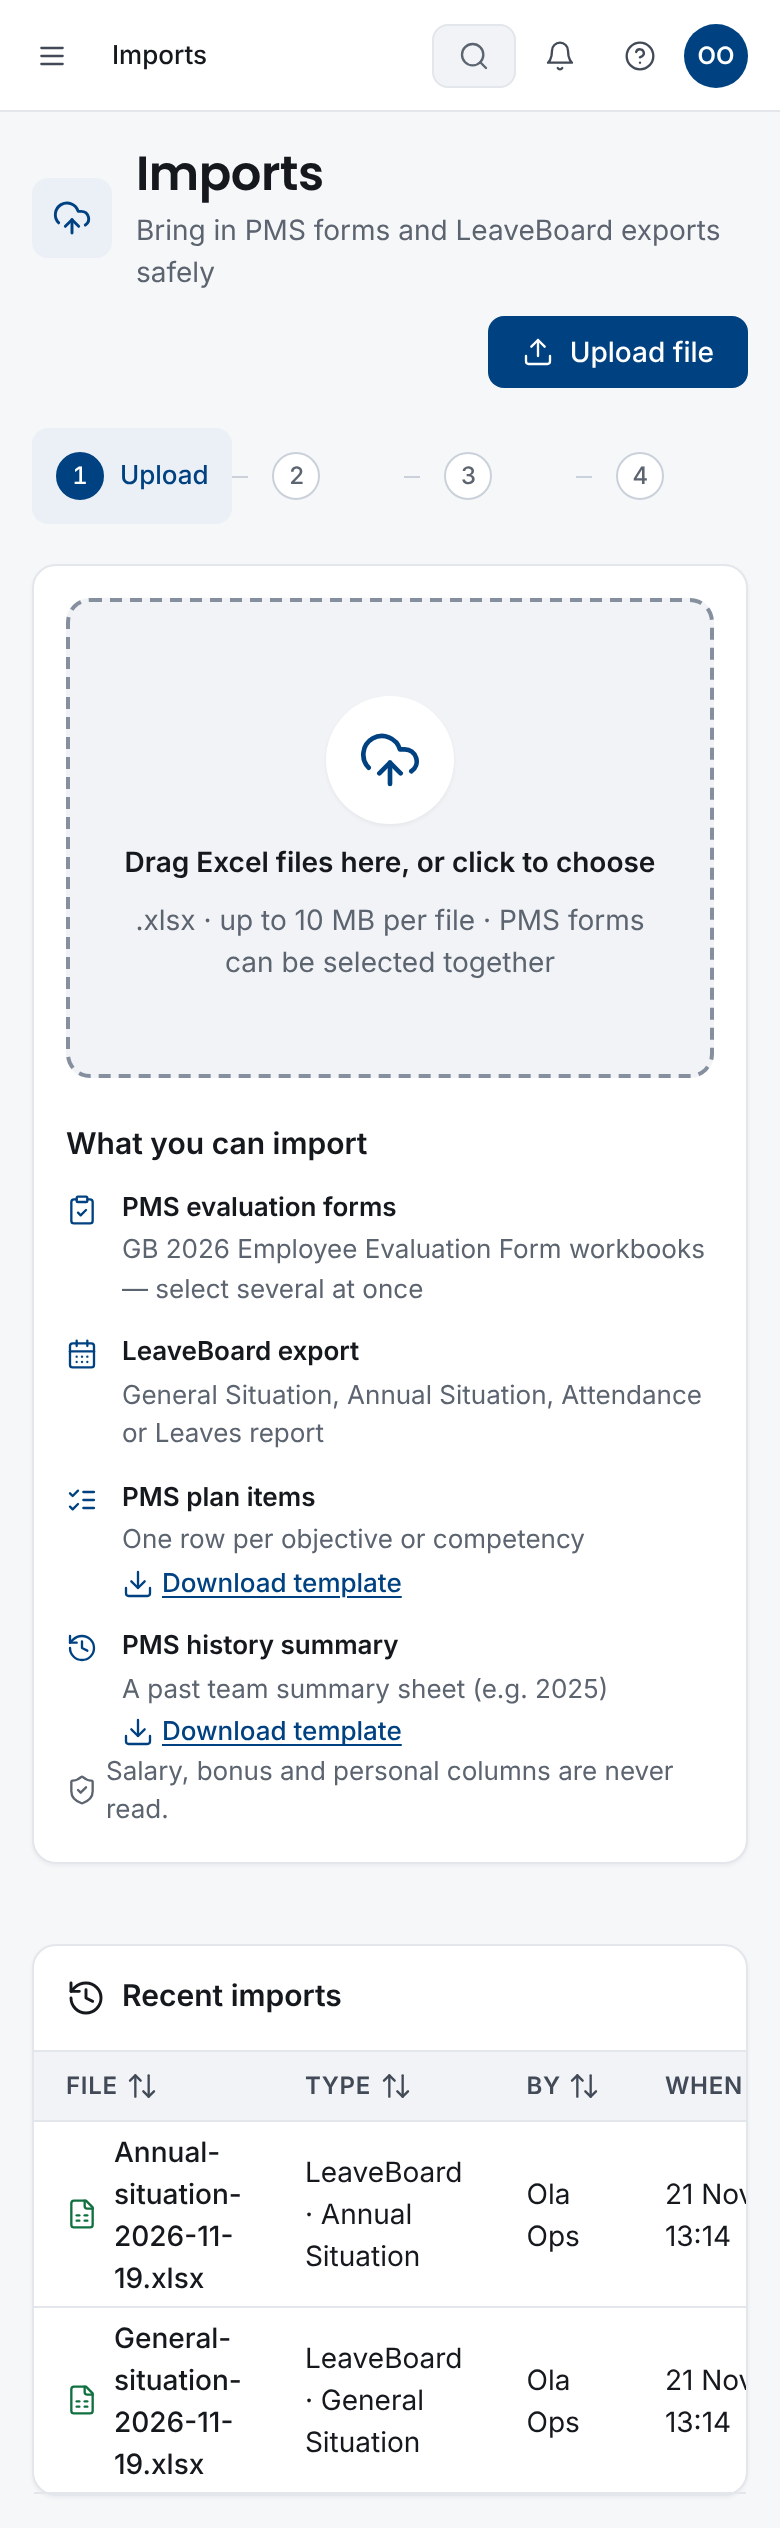 Imports
OO
Imports
Bring in PMS forms and LeaveBoard exports
safely
Upload file
1 Upload 2 3 4
Drag Excel files here, or click to choose
.xlsx · up to 10 MB per file · PMS forms
can be selected together
What you can import
PMS evaluation forms
GB 2026 Employee Evaluation Form workbooks
— select several at once
LeaveBoard export
General Situation, Annual Situation, Attendance
or Leaves report
PMS plan items
One row per objective or competency
Download template
PMS history summary
A past team summary sheet (e.g. 2025)
Download template
Salary, bonus and personal columns are never
read.
Recent imports
FILE TYPE BY WHEN
Annual-
situation-
2026-11-
19.xlsx
LeaveBoard
· Annual
Situation
Ola
Ops
21 Nov
13:14
General-
situation-
2026-11-
19.xlsx
LeaveBoard
· General
Situation
Ola
Ops
21 Nov
13:14